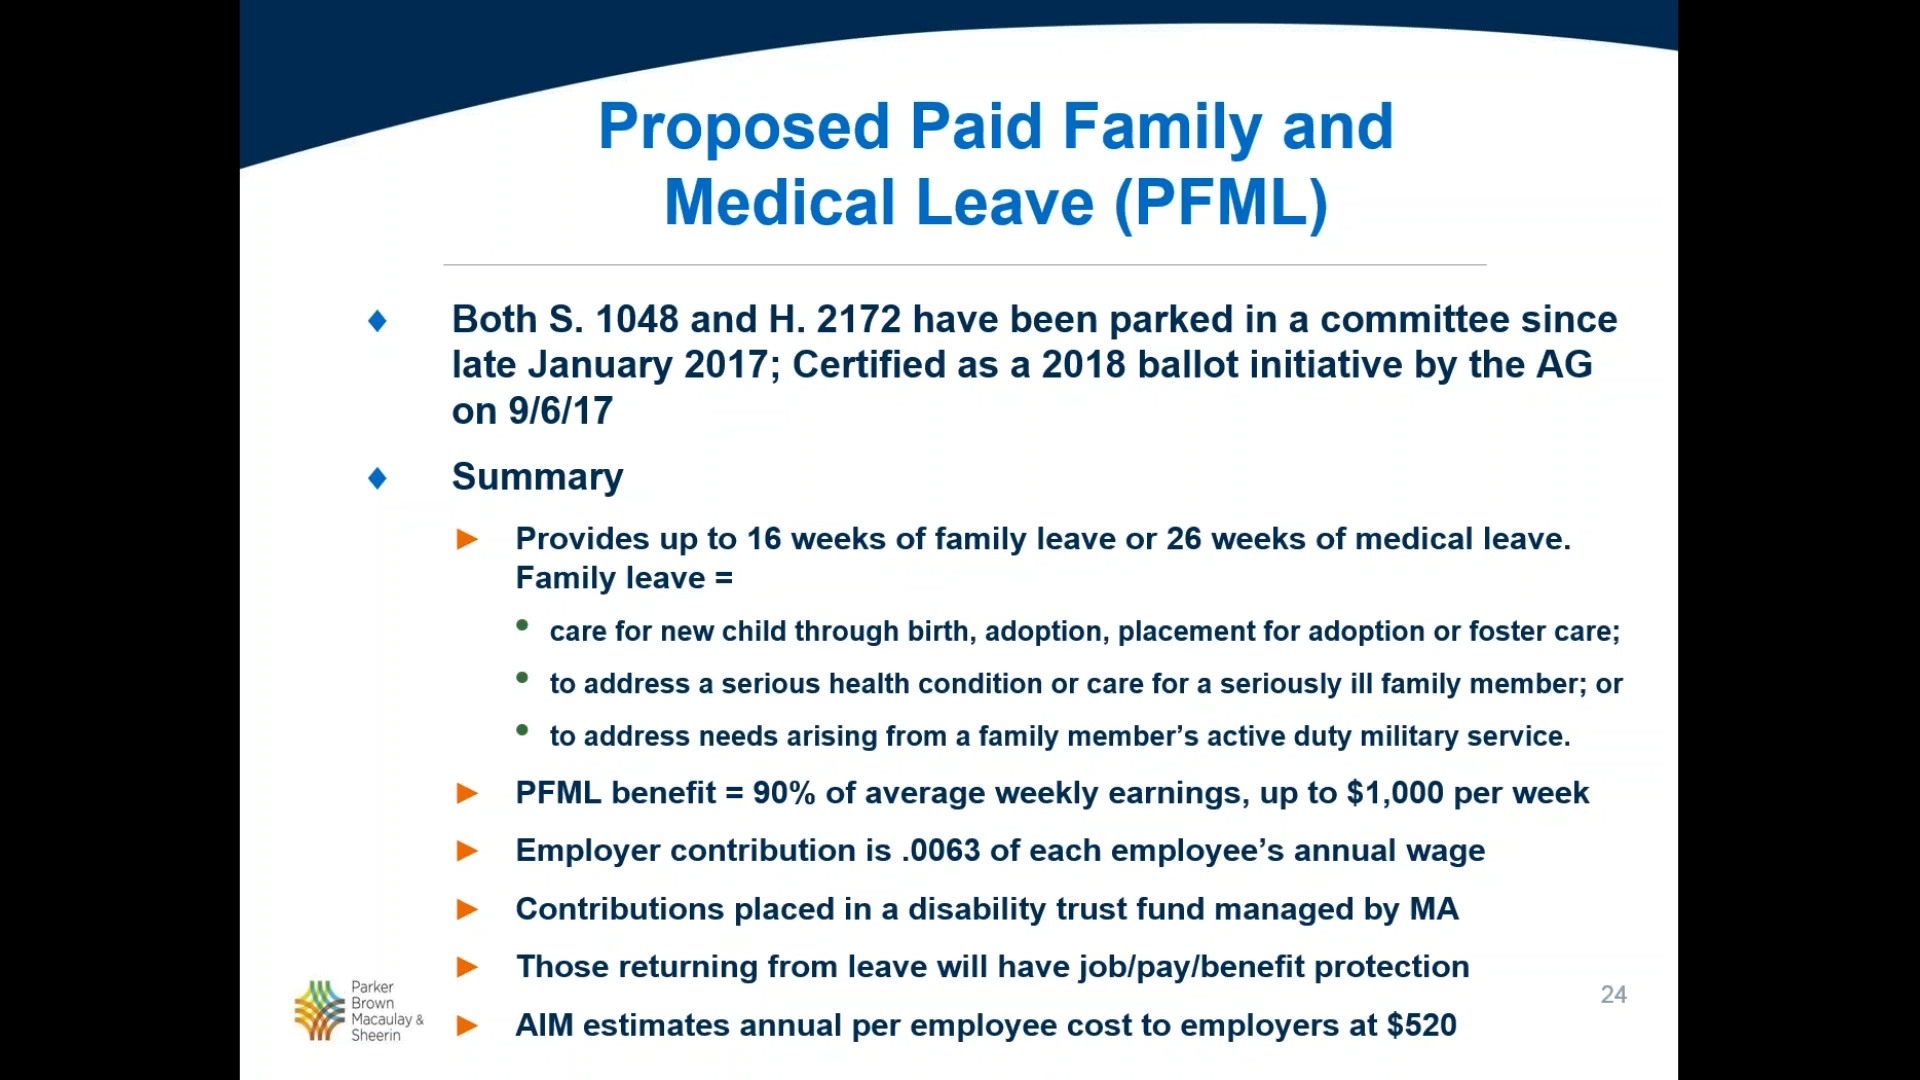 Proposed Paid Family and
Medical Leave (PFML)
Both S. 1048 and H. 2172 have been parked in a committee since
late January 2017; Certified as a 2018 ballot initiative by the AG
on 9/6/17
Summary
Provides up to 16 weeks of family leave or 26 weeks of medical leave.
Family leave =
care for new child through birth, adoption, placement for adoption or foster care;
to address a serious health condition or care for a seriously ill family member; or
to address needs arising from a family member’s active duty military service.
PFML benefit = 90% of average weekly earnings, up to $1,000 per week
Employer contribution is .0063 of each employee’s annual wage
Contributions placed in a disability trust fund managed by MA
Those returning from leave will have job/pay/benefit protection
AIM estimates annual per employee cost to employers at $520
Parker
Brown
Macaulay &
Sheerin
24